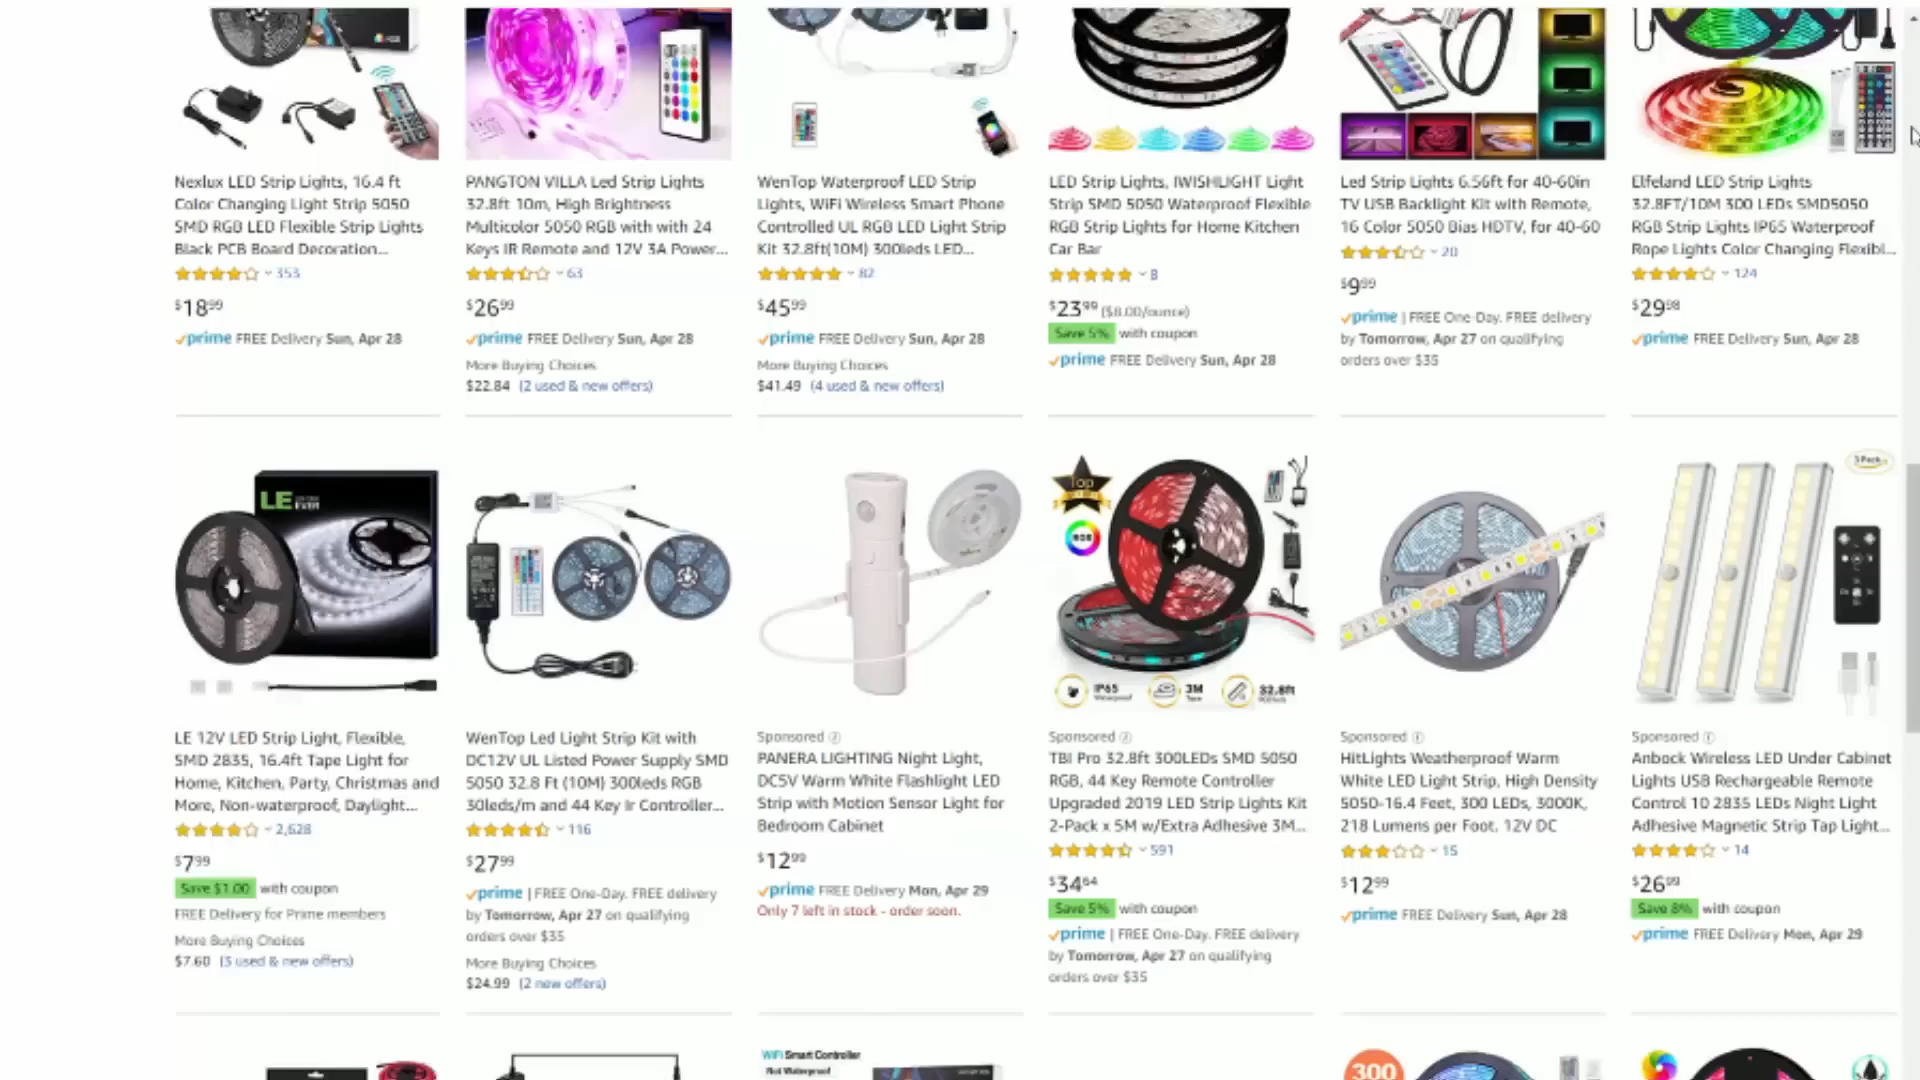 Nexlux LED Strip Lights, 16.4 ft
Color Changing Light Strip 5050
SMD RGB LED Flexible Strip Lights
Black PCB Board Decoration...
353
$18.99
prime FREE Delivery Sun, Apr 28
PANGTON VILLA Led Strip Lights
32.8ft 10m, High Brightness
Multicolor 5050 RGB with with 24
Keys IR Remote and 12V 3A Power...
63
$26.99
prime FREE Delivery Sun, Apr 28
More Buying Choices
$22.84 (2 used & new offers)
WenTop Waterproof LED Strip
Lights, WiFi Wireless Smart Phone
Controlled UL RGB LED Light Strip
Kit 32.8ft(10M) 300leds LED...
82
$45.99
prime FREE Delivery Sun, Apr 28
More Buying Choices
$41.49 (4 used & new offers)
LED Strip Lights, IWISHLIGHT Light
Strip SMD 5050 Waterproof Flexible
RGB Strip Lights for Home Kitchen
Car Bar
8
$23.99 ($8.00/ounce)
Save 5% with coupon
prime FREE Delivery Sun, Apr 28
Led Strip Lights 6.56ft for 40-60in
TV USB Backlight Kit with Remote,
16 Color 5050 Bias HDTV, for 40-60
20
$9.99
prime | FREE One-Day. FREE delivery
by Tomorrow, Apr 27 on qualifying
orders over $35
Elfeland LED Strip Lights
32.8FT/10M 300 LEDs SMD5050
RGB Strip Lights IP65 Waterproof
Rope Lights Color Changing Flexibl...
124
$29.98
prime FREE Delivery Sun, Apr 28
LE
EVER
LE 12V LED Strip Light, Flexible,
SMD 2835, 16.4ft Tape Light for
Home, Kitchen, Party, Christmas and
More, Non-waterproof, Daylight...
2,628
$7.99
Save $1.00 with coupon
FREE Delivery for Prime members
More Buying Choices
$7.60 (3 used & new offers)
WenTop Led Light Strip Kit with
DC12V UL Listed Power Supply SMD
5050 32.8 Ft (10M) 300leds RGB
30leds/m and 44 Key Ir Controller...
116
$27.99
prime | FREE One-Day. FREE delivery
by Tomorrow, Apr 27 on qualifying
orders over $35
More Buying Choices
$24.99 (2 new offers)
Sponsored
PANERA LIGHTING Night Light,
DC5V Warm White Flashlight LED
Strip with Motion Sensor Light for
Bedroom Cabinet
$12.99
prime FREE Delivery Mon, Apr 29
Only 7 left in stock - order soon.
Top
RGB
IP65
Waterproof
3M
Tape
32.8ft
Sponsored
TBI Pro 32.8ft 300LEDs SMD 5050
RGB, 44 Key Remote Controller
Upgraded 2019 LED Strip Lights Kit
2-Pack x 5M w/Extra Adhesive 3M...
591
$34.64
Save 5% with coupon
prime | FREE One-Day. FREE delivery
by Tomorrow, Apr 27 on qualifying
orders over $35
Sponsored
HitLights Weatherproof Warm
White LED Light Strip, High Density
5050-16.4 Feet, 300 LEDs, 3000K,
218 Lumens per Foot. 12V DC
15
$12.99
prime FREE Delivery Sun, Apr 28
3 Pack
Sponsored
Anbock Wireless LED Under Cabinet
Lights USB Rechargeable Remote
Control 10 2835 LEDs Night Light
Adhesive Magnetic Strip Tap Light...
14
$26.99
Save 8% with coupon
prime FREE Delivery Mon, Apr 29
WiFi Smart Controller
Not Waterproof
300